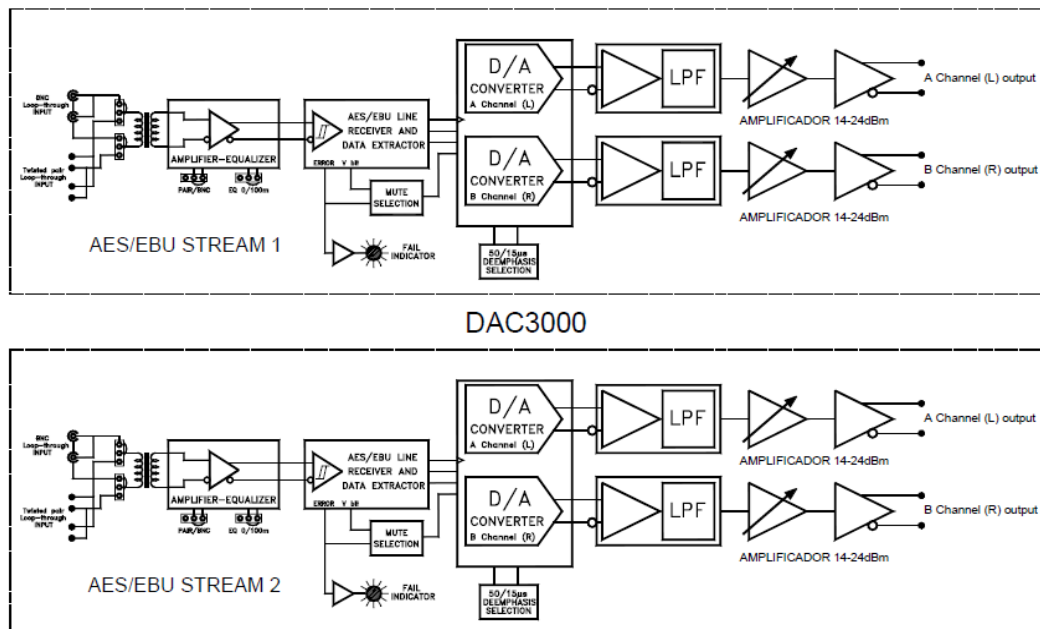 BNC
Loop-through
INPUT
Twisted pair
Loop-through
INPUT
AMPLIFIER-EQUALIZER
PAIR/BNC
EQ 0/100m
AES/EBU LINE
RECEIVER AND
DATA EXTRACTOR
ERROR V bit
MUTE
SELECTION
FAIL
INDICATOR
D/A
CONVERTER
A Channel (L)
D/A
CONVERTER
B Channel (R)
50/15µs
DEEMPHASIS
SELECTION
LPF
LPF
AMPLIFICADOR 14-24dBm
AMPLIFICADOR 14-24dBm
A Channel (L) output
B Channel (R) output
AES/EBU STREAM 1
DAC3000
BNC
Loop-through
INPUT
Twisted pair
Loop-through
INPUT
AMPLIFIER-EQUALIZER
PAIR/BNC
EQ 0/100m
AES/EBU LINE
RECEIVER AND
DATA EXTRACTOR
ERROR V bit
MUTE
SELECTION
FAIL
INDICATOR
D/A
CONVERTER
A Channel (L)
D/A
CONVERTER
B Channel (R)
50/15µs
DEEMPHASIS
SELECTION
LPF
LPF
AMPLIFICADOR 14-24dBm
AMPLIFICADOR 14-24dBm
A Channel (L) output
B Channel (R) output
AES/EBU STREAM 2